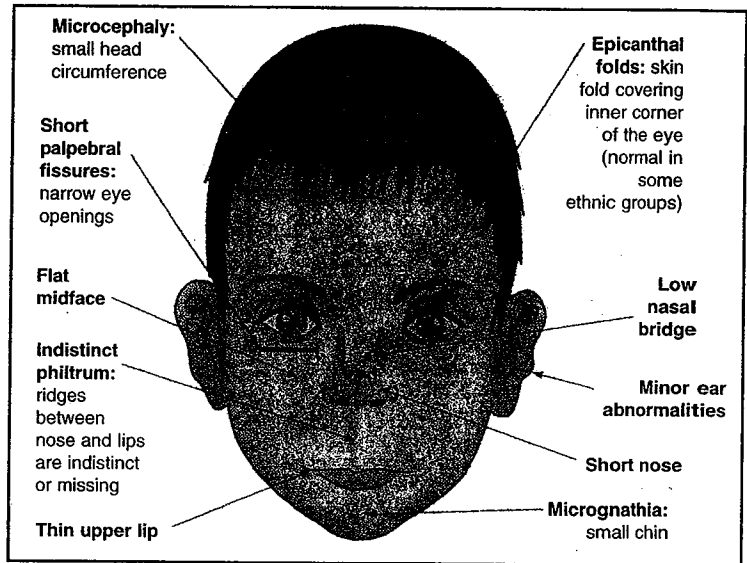 Microcephaly:
small head
circumference
Short
palpebral
fissures:
narrow eye
openings
Flat
midface
Indistinct
philtrum:
ridges
between
nose and lips
are indistinct
or missing
Thin upper lip
Epicanthal
folds: skin
fold covering
inner corner
of the eye
(normal in
some
ethnic groups)
Low
nasal
bridge
Minor ear
abnormalities
Short nose
Micrognathia:
small chin